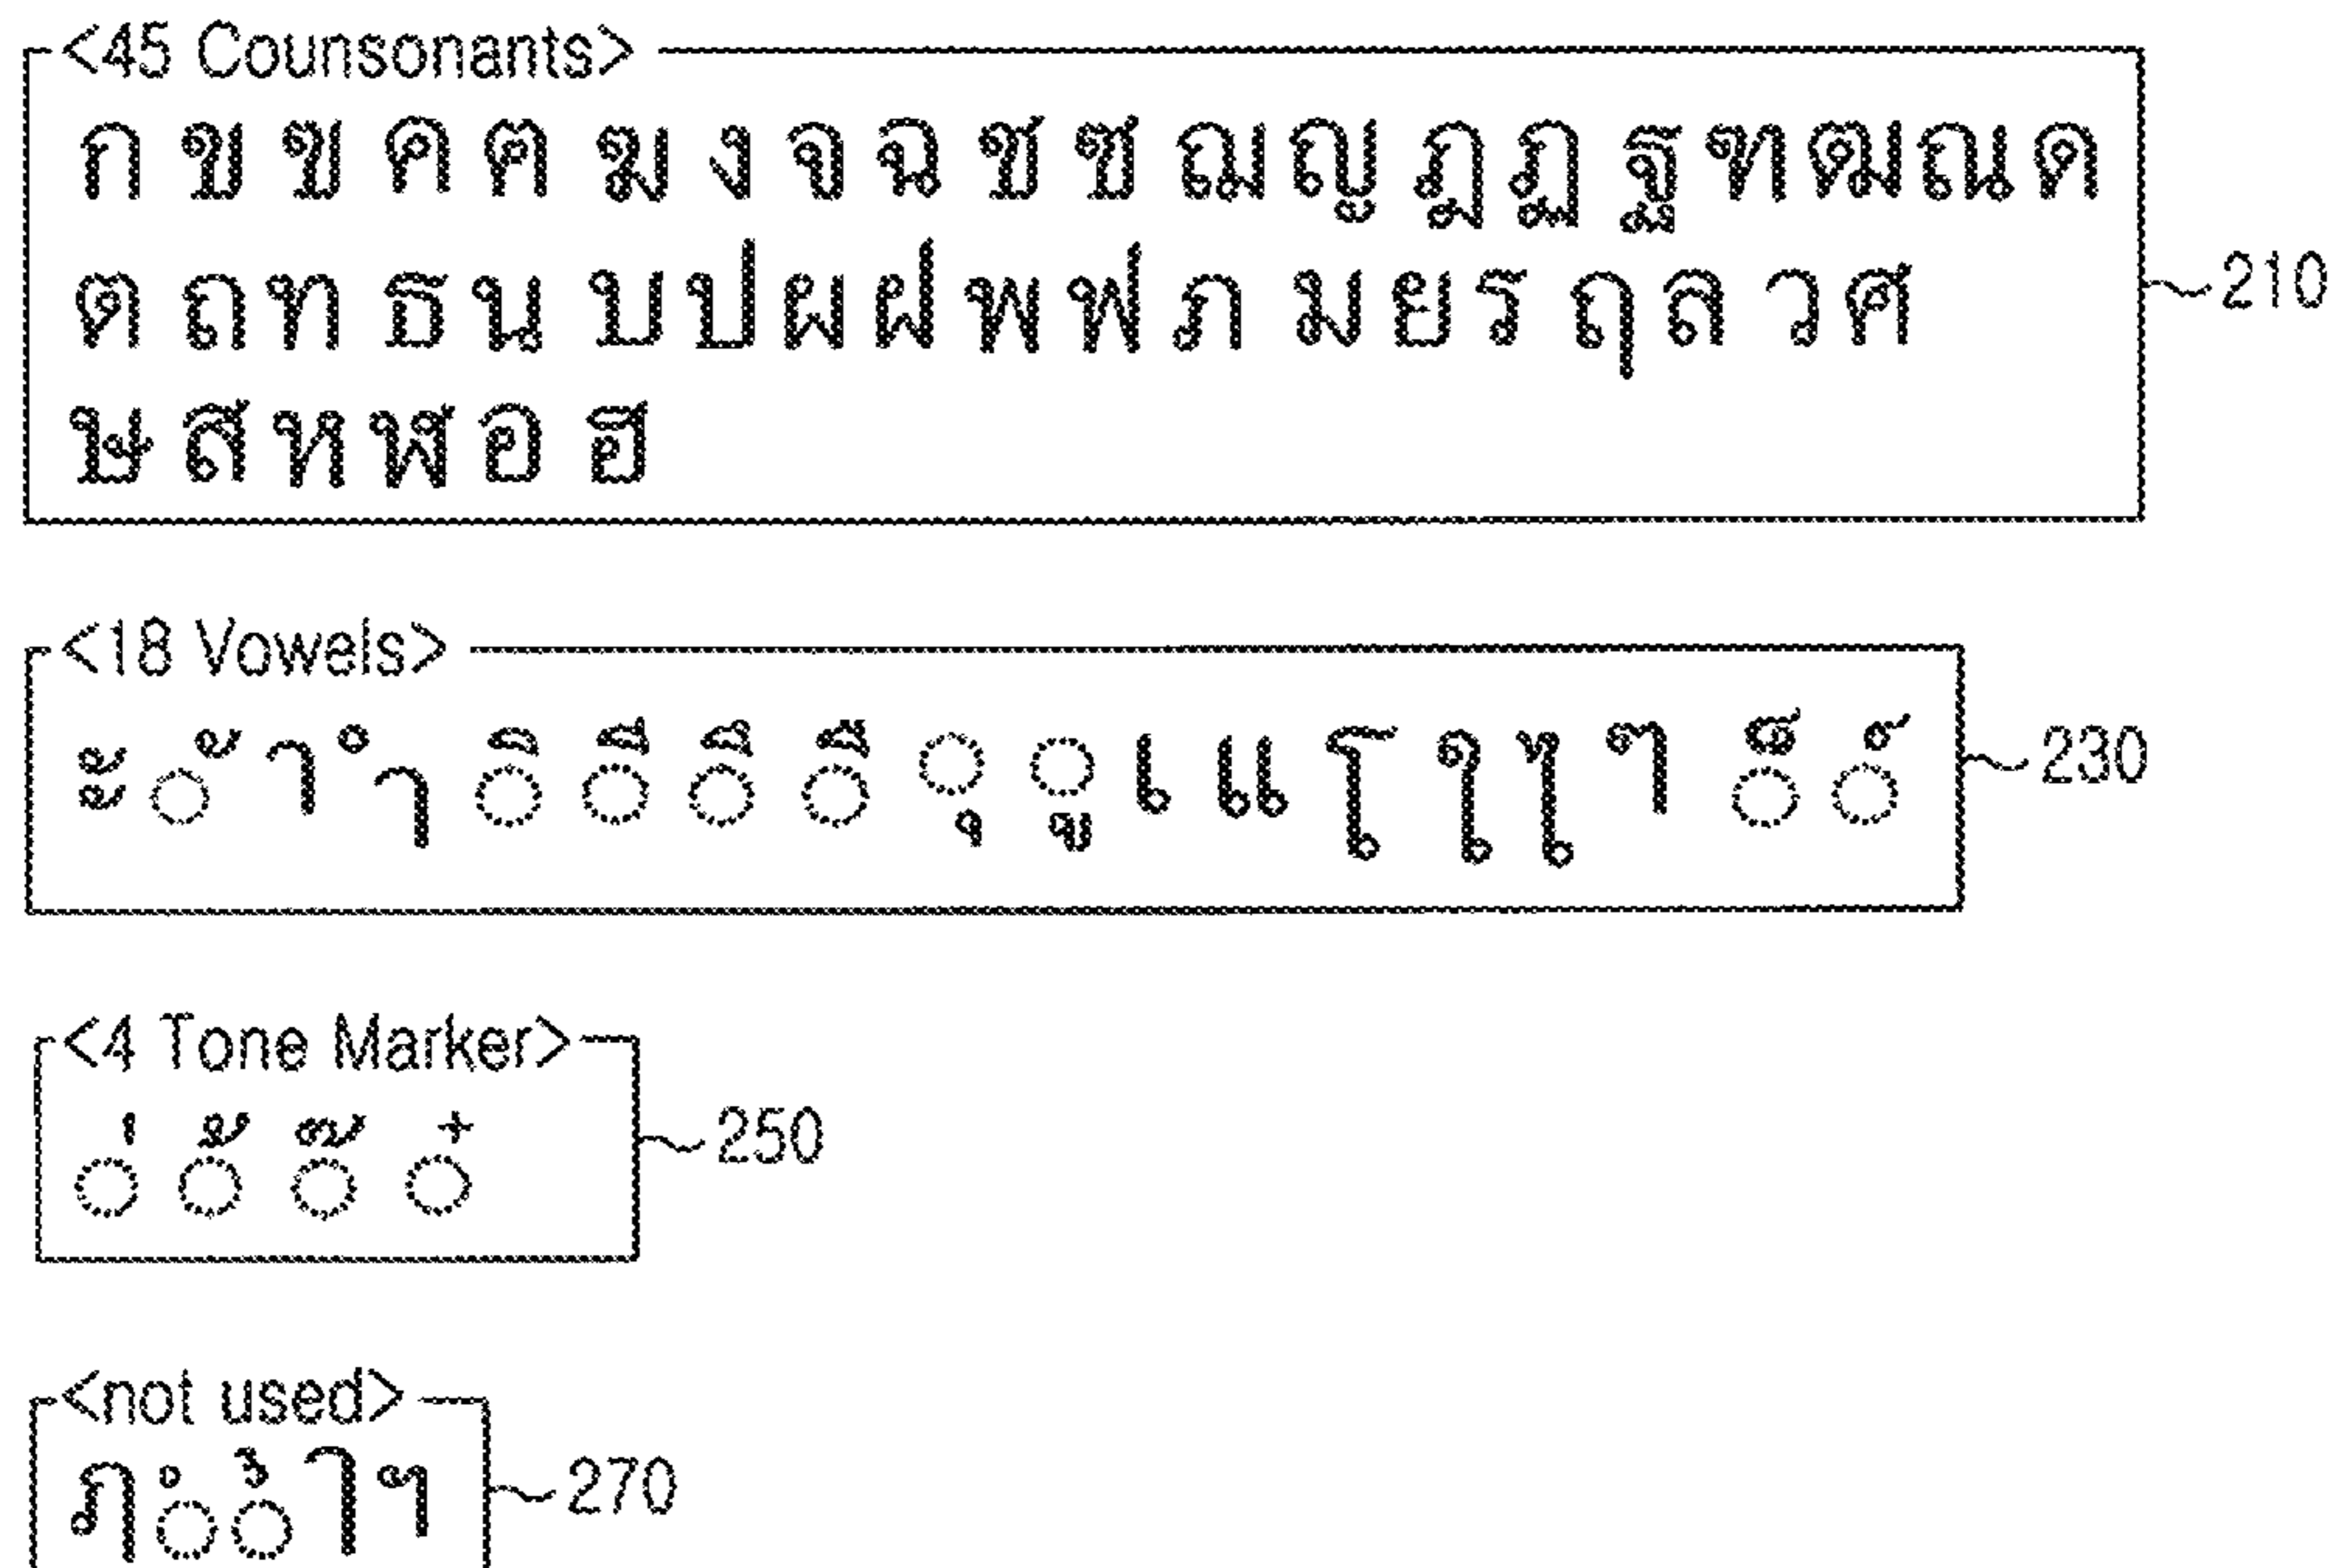 <45 Counsonants>
ก ข ฃ ค ฅ ฆ ง จ ฉ ช ซ ฌ ญ ฎ ฏ ฐ ฑ ฒ ณ ด
ต ถ ท ธ น บ ป ผ ฝ พ ฟ ภ ม ย ร ฤ ล ว ศ
ษ ส ห ฬ อ ฮ
210
<18 Vowels>
ะ ◌ั า ำ ◌ิ ◌ี ◌ึ ◌ื ◌ุ ◌ู เ แ โ ใ ไ ๆ ◌็ ◌์
230
<4 Tone Marker>
◌่ ◌้ ◌๊ ◌๋
250
<not used>
ฦ ◌ํ ◌๎ ๅ ฯ
270